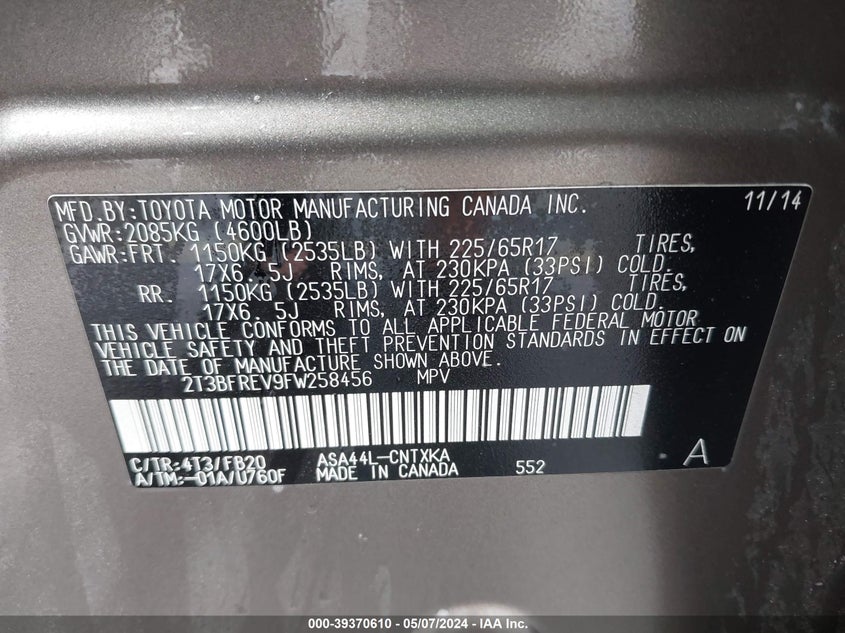 MFD.BY:TOYOTA MOTOR MANUFACTURING CANADA INC. 11/14
GVWR:2085KG (4600LB)
GAWR:FRT. 1150KG (2535LB) WITH 225/65R17 TIRES,
17X6. 5J RIMS, AT 230KPA (33PSI) COLD.
RR. 1150KG (2535LB) WITH 225/65R17 TIRES,
17X6. 5J RIMS, AT 230KPA (33PSI) COLD.
THIS VEHICLE CONFORMS TO ALL APPLICABLE FEDERAL MOTOR
VEHICLE SAFETY AND THEFT PREVENTION STANDARDS IN EFFECT ON
THE DATE OF MANUFACTURE SHOWN ABOVE.
2T3BFREV9FW258456 MPV
C/TR:4T3/FB20 ASA44L-CNTXKA A
A/TM:-01A/U760F MADE IN CANADA 552
000-39370610 - 05/07/2024 - IAA Inc.